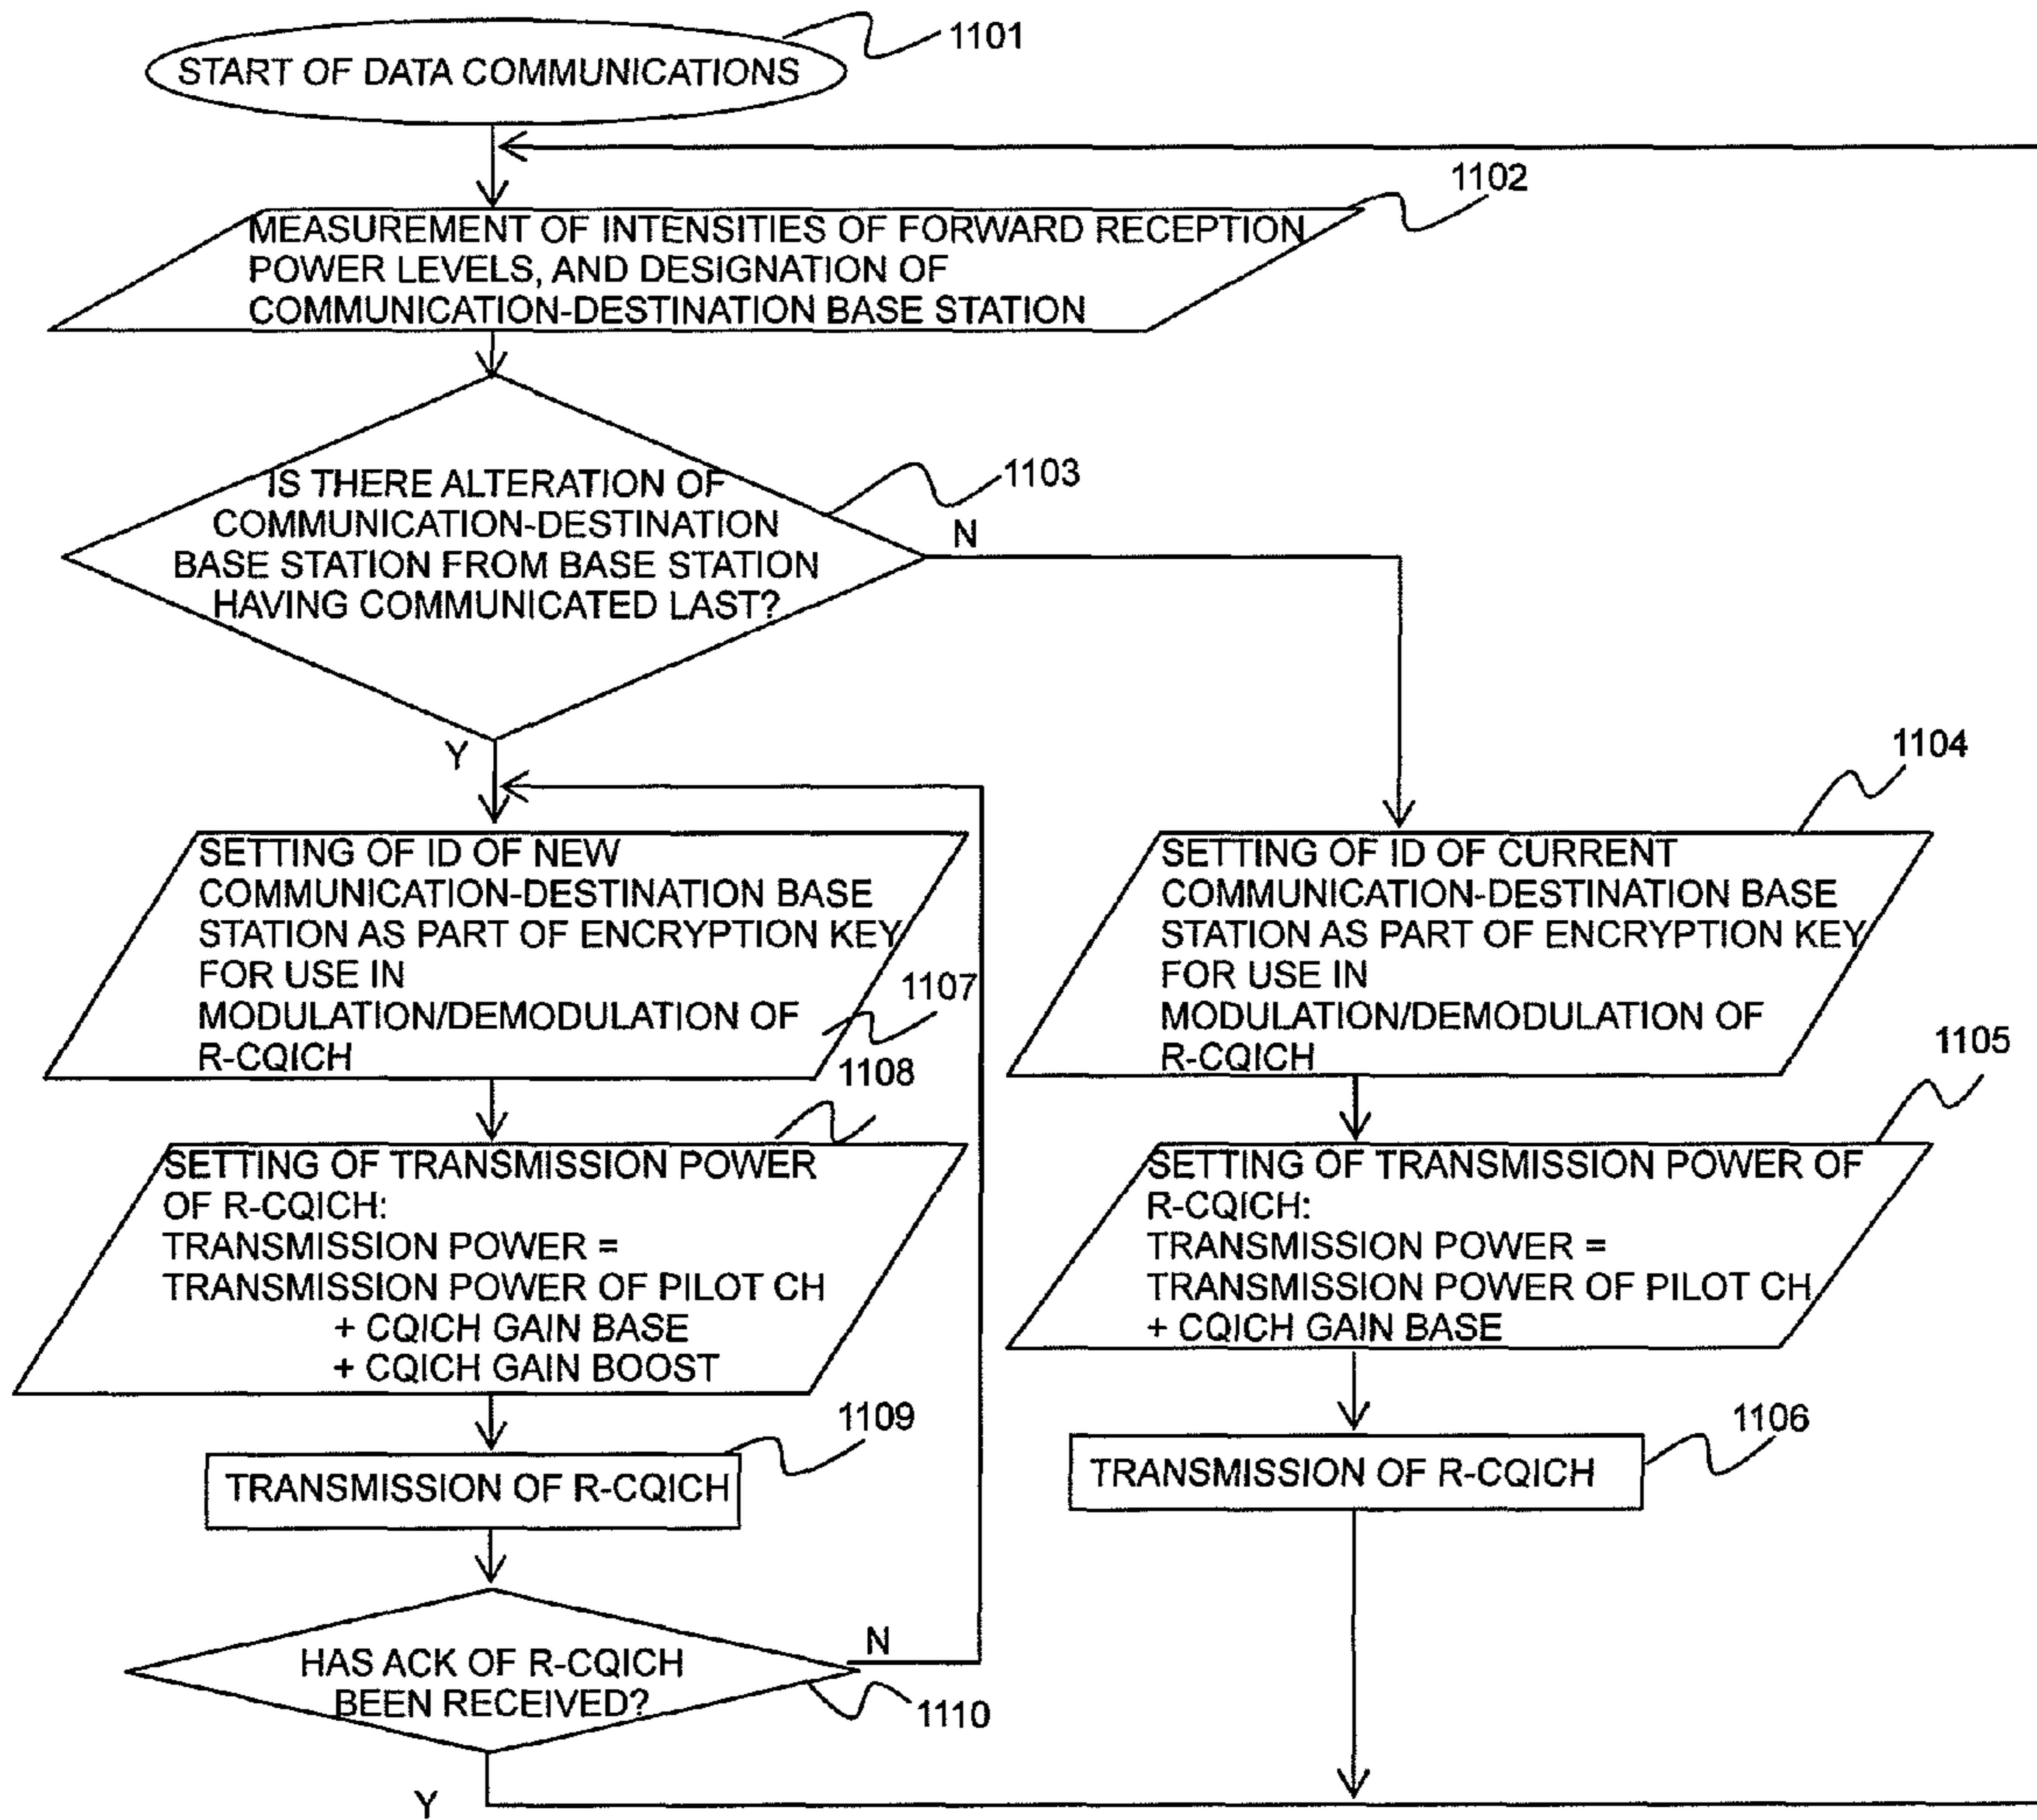 START OF DATA COMMUNICATIONS
1101
1102
MEASUREMENT OF INTENSITIES OF FORWARD RECEPTION
POWER LEVELS, AND DESIGNATION OF
COMMUNICATION-DESTINATION BASE STATION
IS THERE ALTERATION OF
COMMUNICATION-DESTINATION
BASE STATION FROM BASE STATION
HAVING COMMUNICATED LAST?
1103
N
Y
1104
SETTING OF ID OF NEW
COMMUNICATION-DESTINATION BASE
STATION AS PART OF ENCRYPTION KEY
FOR USE IN
MODULATION/DEMODULATION OF
R-CQICH
1107
SETTING OF ID OF CURRENT
COMMUNICATION-DESTINATION BASE
STATION AS PART OF ENCRYPTION KEY
FOR USE IN
MODULATION/DEMODULATION OF
R-CQICH
1108
1105
SETTING OF TRANSMISSION POWER
OF R-CQICH:
TRANSMISSION POWER =
TRANSMISSION POWER OF PILOT CH
+ CQICH GAIN BASE
+ CQICH GAIN BOOST
SETTING OF TRANSMISSION POWER OF
R-CQICH:
TRANSMISSION POWER =
TRANSMISSION POWER OF PILOT CH
+ CQICH GAIN BASE
1109
TRANSMISSION OF R-CQICH
1106
TRANSMISSION OF R-CQICH
HAS ACK OF R-CQICH
BEEN RECEIVED?
N
1110
Y